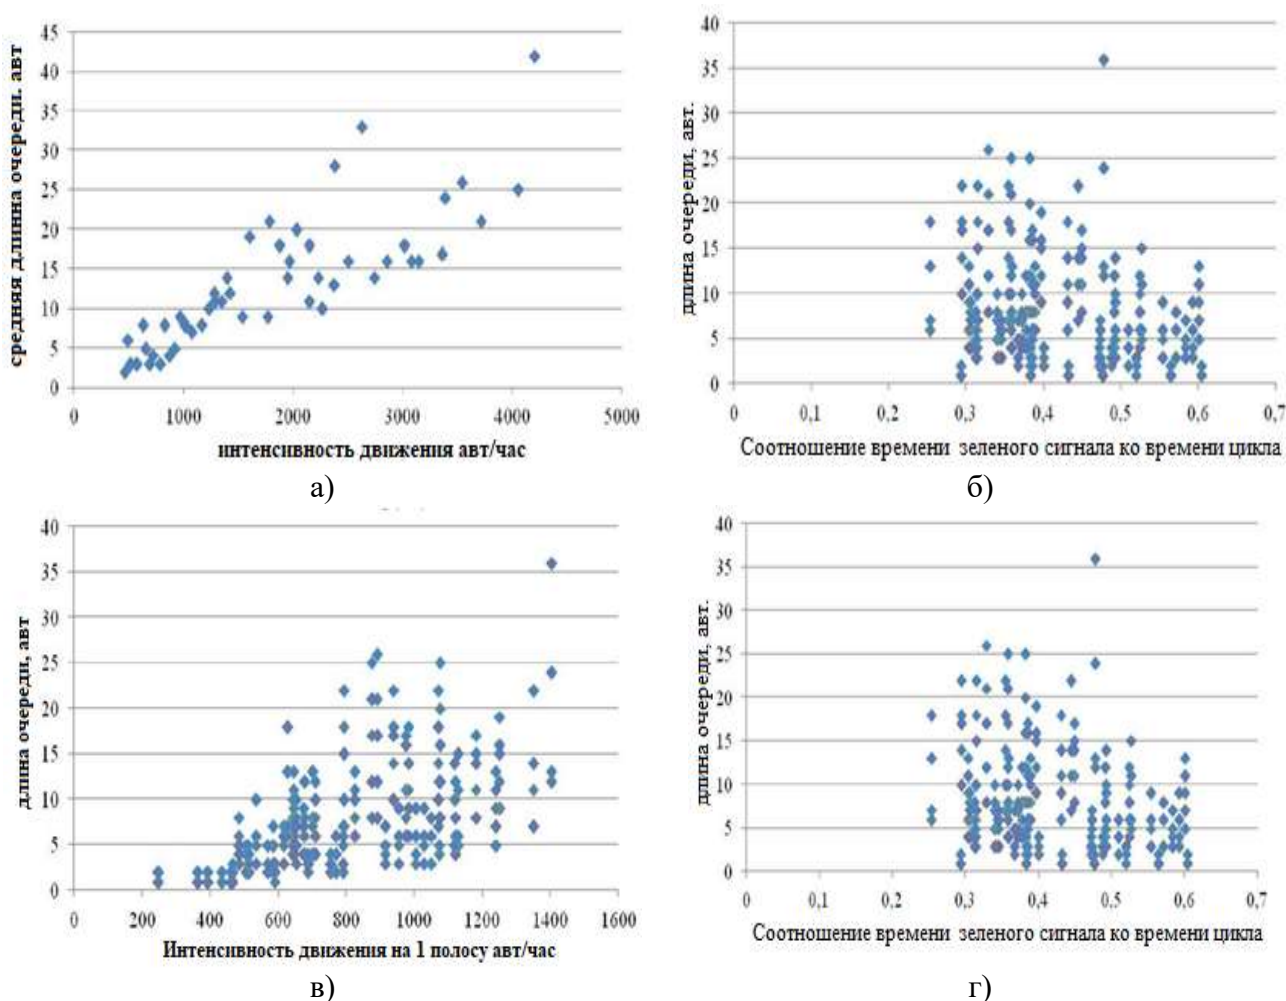 45
40
35
30
25
20
15
10
5
0
средняя длинна очереди. авт
0 1000 2000 3000 4000 5000
интенсивность движения авт/час
а)
40
35
30
25
20
15
10
5
0
длина очереди, авт.
0 0,1 0,2 0,3 0,4 0,5 0,6 0,7
Соотношение времени зеленого сигнала ко времени цикла
б)
40
35
30
25
20
15
10
5
0
длина очереди, авт
0 200 400 600 800 1000 1200 1400 1600
Интенсивность движения на 1 полосу авт/час
в)
40
35
30
25
20
15
10
5
0
длина очереди, авт.
0 0,1 0,2 0,3 0,4 0,5 0,6 0,7
Соотношение времени зеленого сигнала ко времени цикла
г)